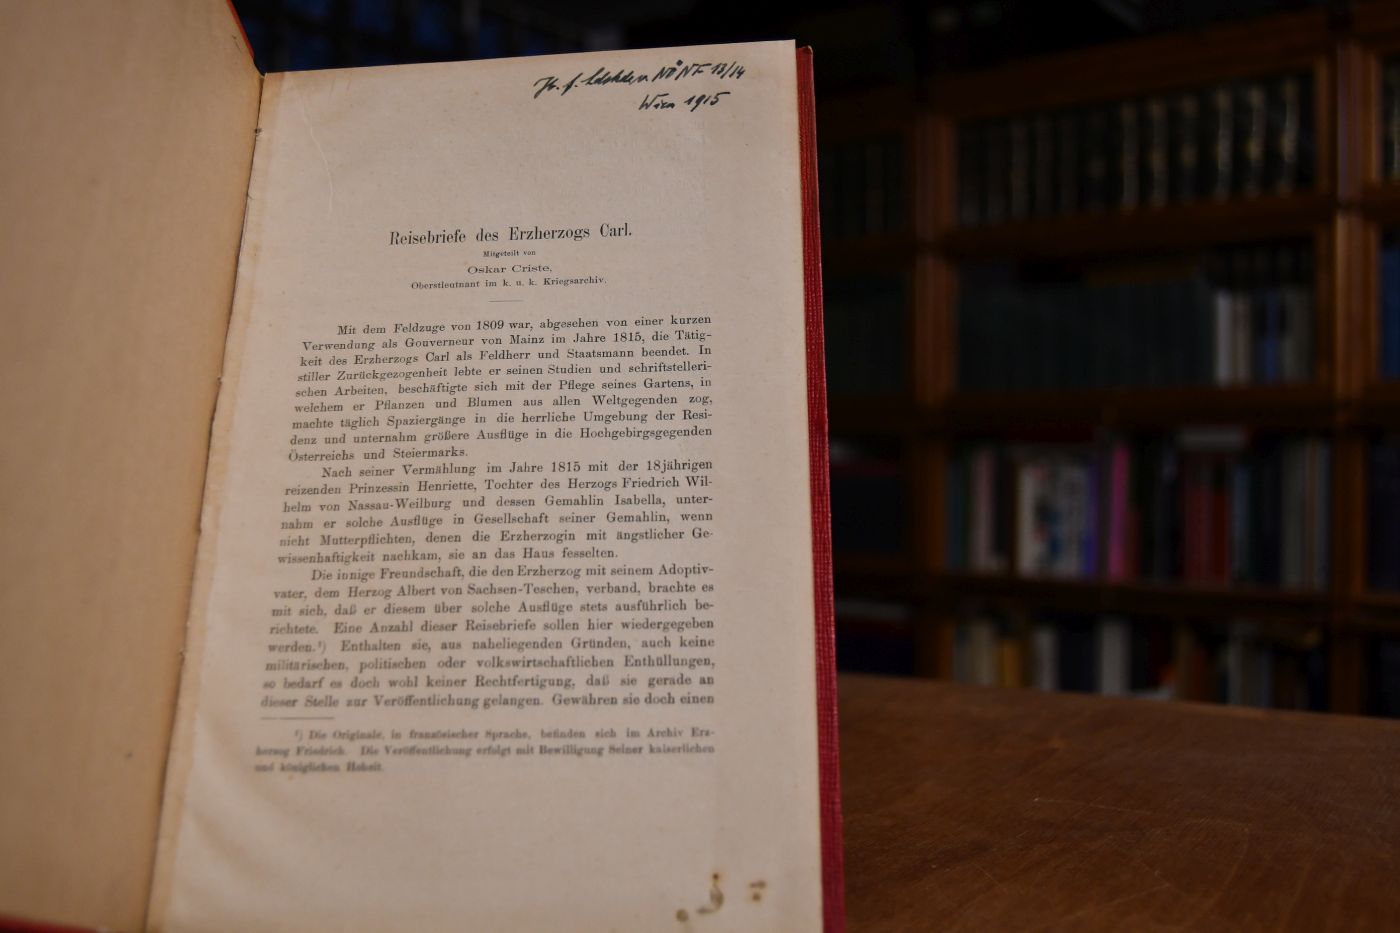 Jb. f. Ldskde v. NÖ NF 13/14
Wien 1915
Reisebriefe des Erzherzogs Carl.
Mitgeteilt von
Oskar Criste,
Oberstleutnant im k. u. k. Kriegsarchiv.
Mit dem Feldzuge von 1809 war, abgesehen von einer kurzen
Verwendung als Gouverneur von Mainz im Jahre 1815, die Tätig-
keit des Erzherzogs Carl als Feldherr und Staatsmann beendet. In
stiller Zurückgezogenheit lebte er seinen Studien und schriftstelleri-
schen Arbeiten, beschäftigte sich mit der Pflege seines Gartens, in
welchem er Pflanzen und Blumen aus allen Weltgegenden zog,
machte täglich Spaziergänge in die herrliche Umgebung der Resi-
denz und unternahm größere Ausflüge in die Hochgebirgsgegenden
Österreichs und Steiermarks.
Nach seiner Vermählung im Jahre 1815 mit der 18jährigen
reizenden Prinzessin Henriette, Tochter des Herzogs Friedrich Wil-
helm von Nassau-Weilburg und dessen Gemahlin Isabella, unter-
nahm er solche Ausflüge in Gesellschaft seiner Gemahlin, wenn
nicht Mutterpflichten, denen die Erzherzogin mit ängstlicher Ge-
wissenhaftigkeit nachkam, sie an das Haus fesselten.
Die innige Freundschaft, die den Erzherzog mit seinem Adoptiv-
vater, dem Herzog Albert von Sachsen-Teschen, verband, brachte es
mit sich, daß er diesem über solche Ausflüge stets ausführlich be-
richtete. Eine Anzahl dieser Reisebriefe sollen hier wiedergegeben
werden.¹) Enthalten sie, aus naheliegenden Gründen, auch keine
militärischen, politischen oder volkswirtschaftlichen Enthüllungen,
so bedarf es doch wohl keiner Rechtfertigung, daß sie gerade an
dieser Stelle zur Veröffentlichung gelangen. Gewähren sie doch einen
¹) Die Originale, in französischer Sprache, befinden sich im Archiv Erz-
herzog Friedrich. Die Veröffentlichung erfolgt mit Bewilligung Seiner kaiserlichen
und königlichen Hoheit.